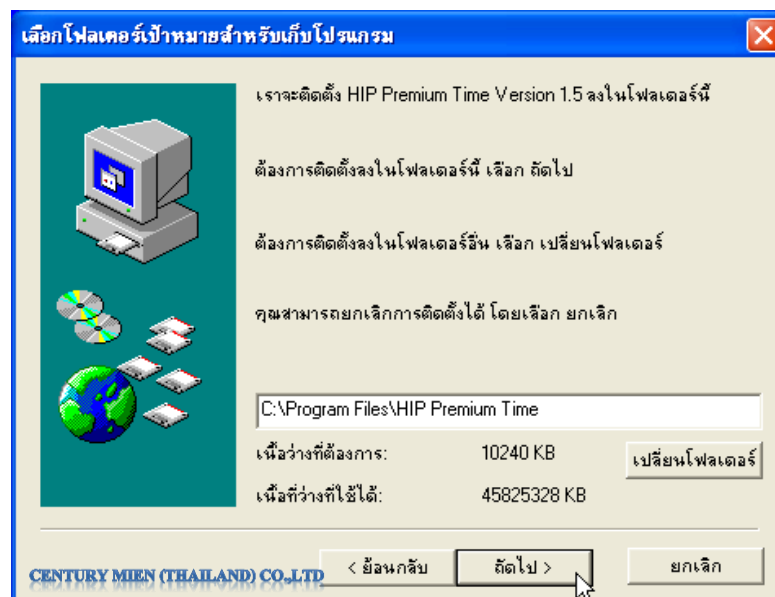 เลือกโฟลเดอร์เป้าหมายสำหรับเก็บโปรแกรม
เราจะติดตั้ง HIP Premium Time Version 1.5 ลงในโฟลเดอร์นี้
ต้องการติดตั้งลงในโฟลเดอร์นี้ เลือก ถัดไป
ต้องการติดตั้งลงในโฟลเดอร์อื่น เลือก เปลี่ยนโฟลเดอร์
คุณสามารถยกเลิกการติดตั้งได้ โดยเลือก ยกเลิก
C:\Program Files\HIP Premium Time
เนื้อว่างที่ต้องการ: 10240 KB
เปลี่ยนโฟลเดอร์
เนื้อที่ว่างที่ใช้ได้: 45825328 KB
CENTURY MIEN (THAILAND) CO.,LTD
< ย้อนกลับ
ถัดไป >
ยกเลิก